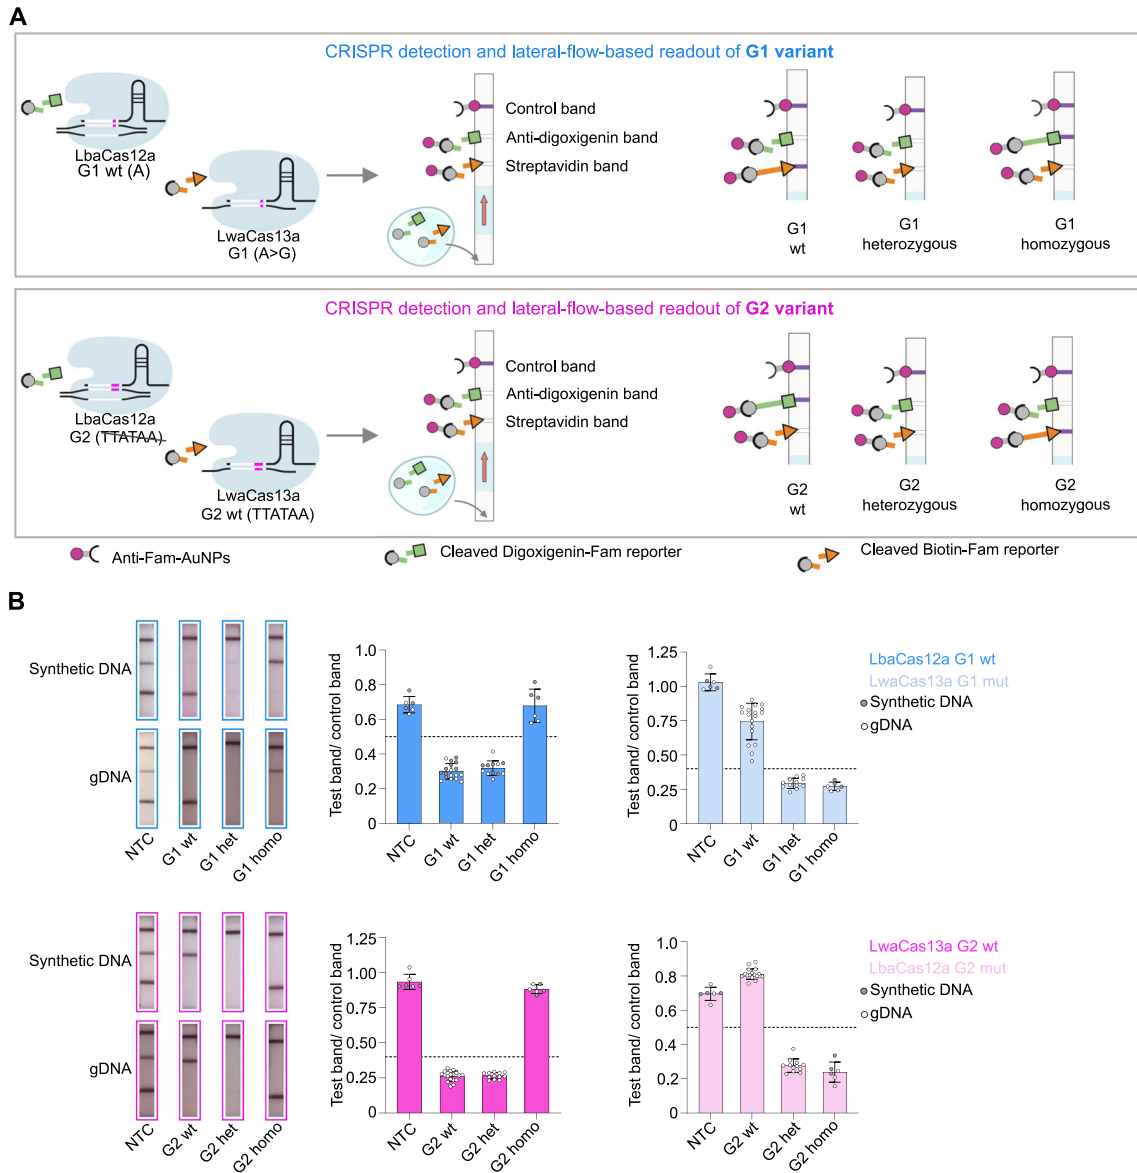 A
CRISPR detection and lateral-flow-based readout of G1 variant
LbaCas12a
G1 wt (A)
LwaCas13a
G1 (A>G)
Control band
Anti-digoxigenin band
Streptavidin band
G1
wt
G1
heterozygous
G1
homozygous
CRISPR detection and lateral-flow-based readout of G2 variant
LbaCas12a
G2 (TTATAA)
LwaCas13a
G2 wt (TTATAA)
Control band
Anti-digoxigenin band
Streptavidin band
G2
wt
G2
heterozygous
G2
homozygous
Anti-Fam-AuNPs
Cleaved Digoxigenin-Fam reporter
Cleaved Biotin-Fam reporter
B
Synthetic DNA
gDNA
NTC
G1 wt
G1 het
G1 homo
Test band/ control band
1.0
0.8
0.6
0.4
0.2
0
NTC
G1 wt
G1 het
G1 homo
Test band/ control band
1.25
1.00
0.75
0.50
0.25
0
NTC
G1 wt
G1 het
G1 homo
LbaCas12a G1 wt
LwaCas13a G1 mut
Synthetic DNA
gDNA
Synthetic DNA
gDNA
NTC
G2 wt
G2 het
G2 homo
Test band/ control band
1.25
1.00
0.75
0.50
0.25
0
NTC
G2 wt
G2 het
G2 homo
Test band/ control band
1.0
0.8
0.6
0.4
0.2
0
NTC
G2 wt
G2 het
G2 homo
LwaCas13a G2 wt
LbaCas12a G2 mut
Synthetic DNA
gDNA